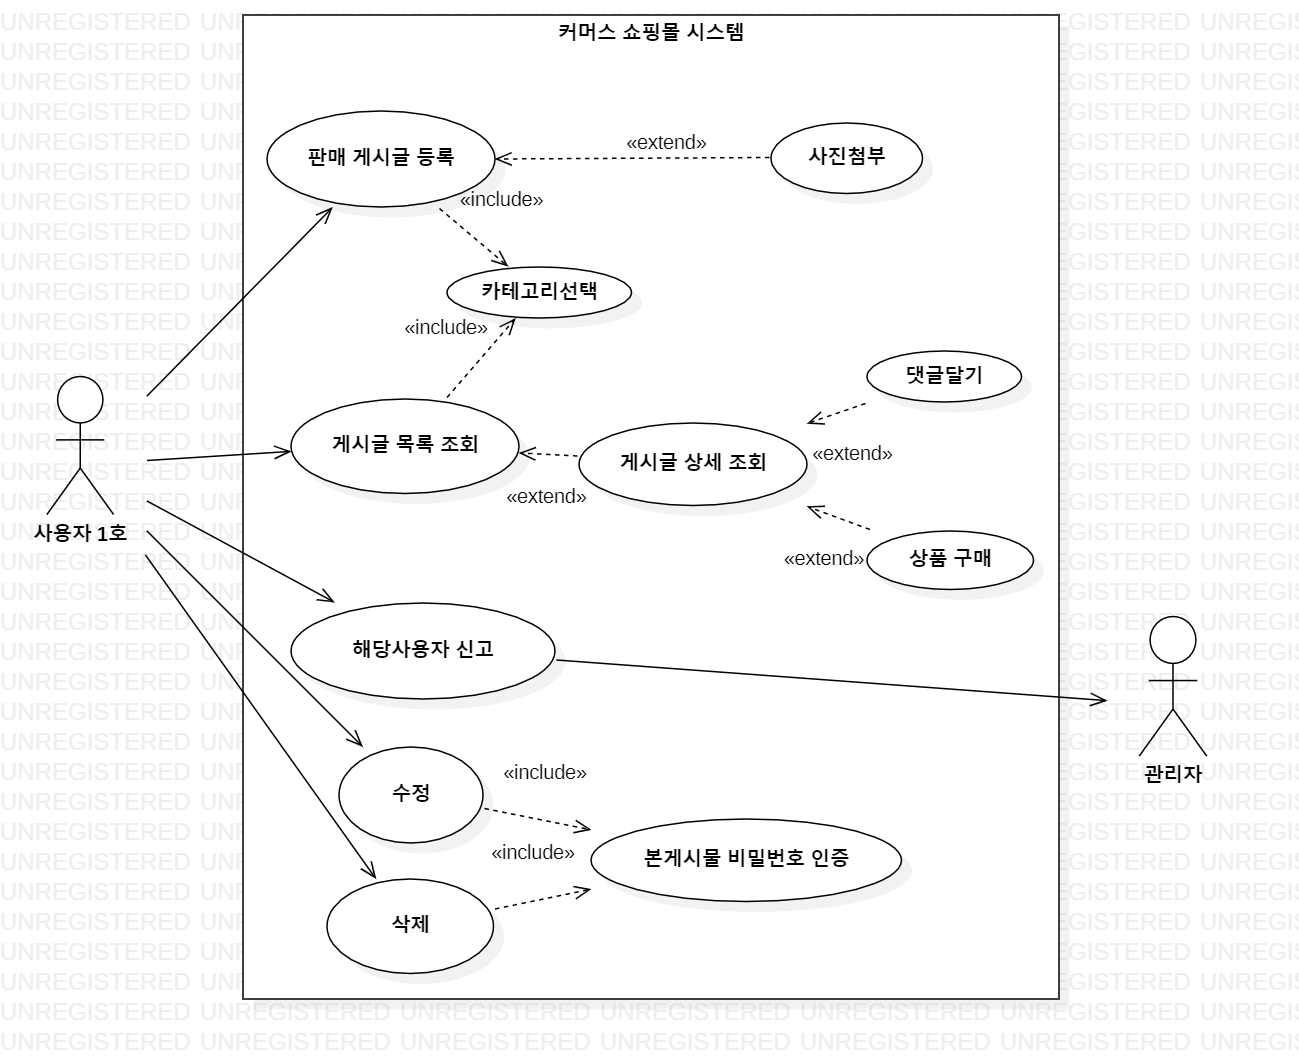 커머스 쇼핑몰 시스템
판매 게시글 등록
«extend»
사진첨부
«include»
카테고리선택
«include»
댓글달기
게시글 목록 조회
«extend»
게시글 상세 조회
«extend»
«extend»
상품 구매
사용자 1호
해당사용자 신고
관리자
수정
«include»
«include»
본게시물 비밀번호 인증
삭제
UNREGISTERED UNREGISTERED UNREGISTERED UNREGISTERED UNREGISTERED UNREGISTERED UNREGIS